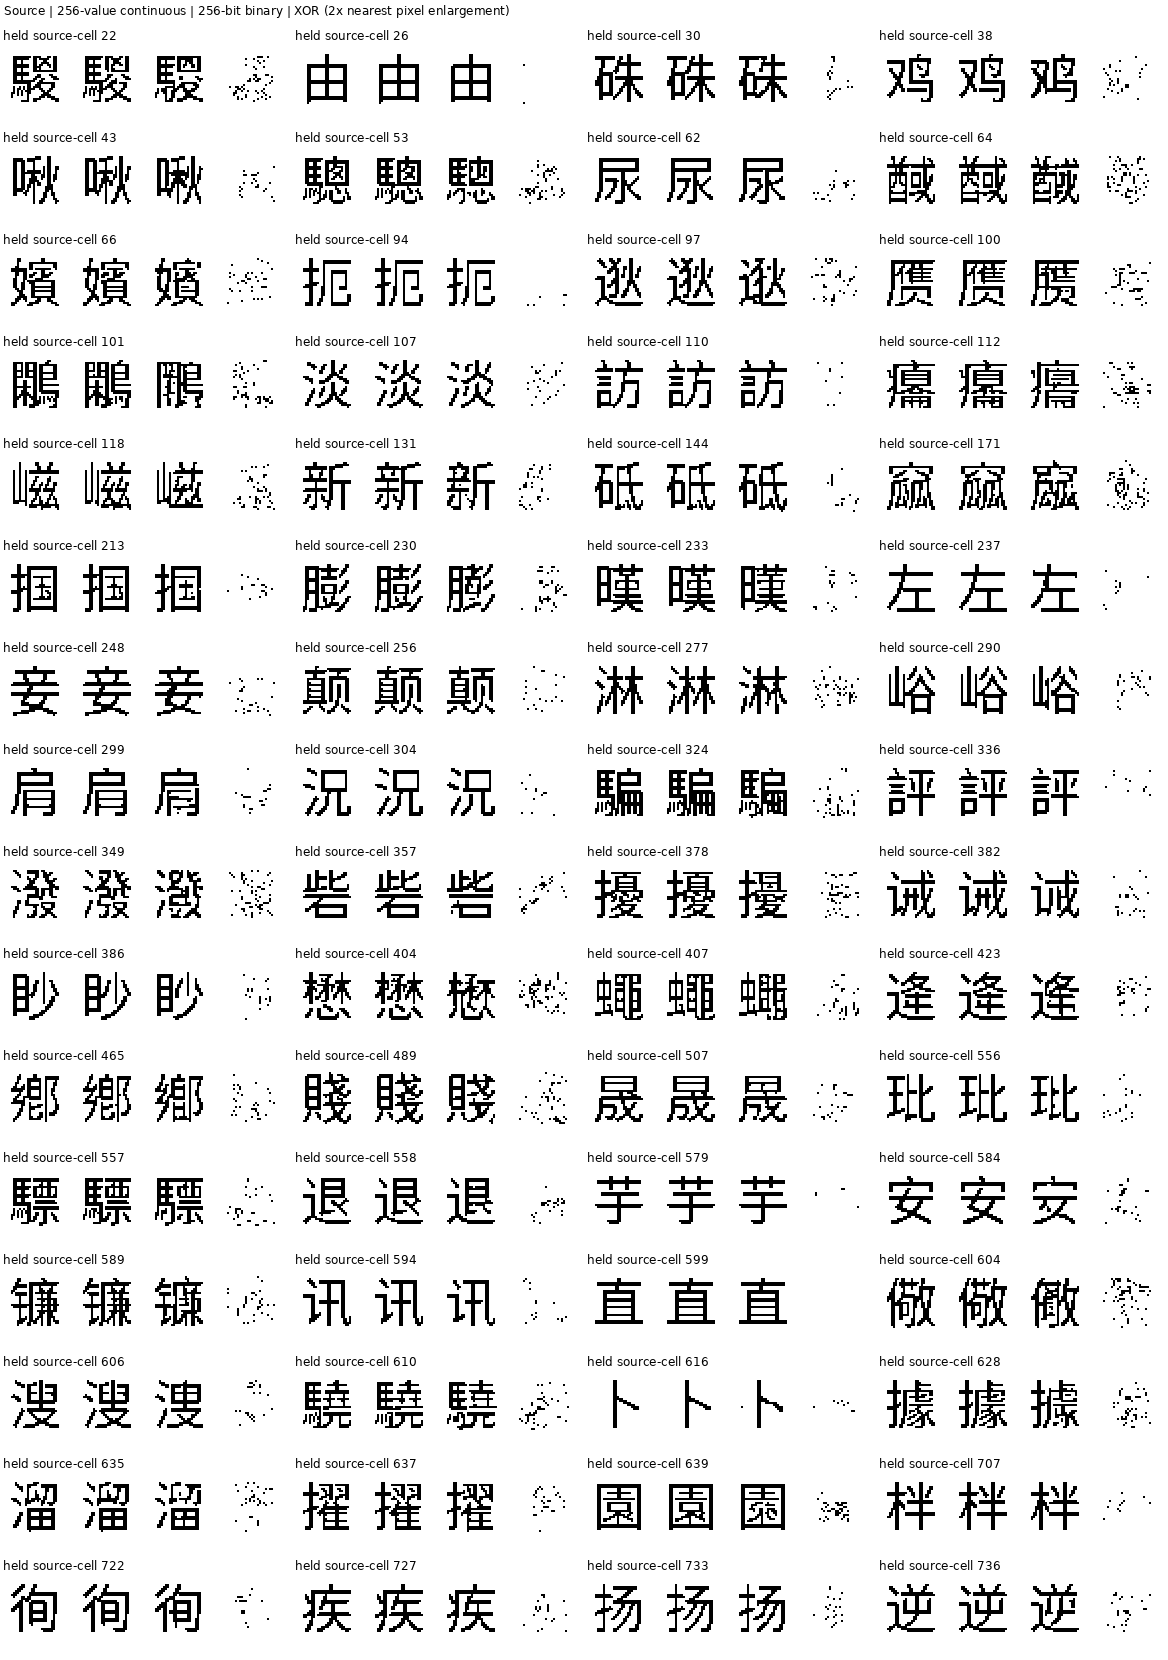 Source | 256-value continuous | 256-bit binary | XOR (2x nearest pixel enlargement)
held source-cell 22 held source-cell 26 held source-cell 30 held source-cell 38
騣 騣 騣 由 由 由 硃 硃 硃 鸡 鸡 鸡
held source-cell 43 held source-cell 53 held source-cell 62 held source-cell 64
啾 啾 啾 驄 驄 驄 尿 尿 尿
held source-cell 66 held source-cell 94 held source-cell 97 held source-cell 100
嬪 嬪 嬪 扼 扼 扼 逖 逖 逖 赝 赝 赝
held source-cell 101 held source-cell 107 held source-cell 110 held source-cell 112
鷴 鷴 淡 淡 淡 訪 訪 訪
held source-cell 118 held source-cell 131 held source-cell 144 held source-cell 171
嵫 嵫 嵫 新 新 新 砥 砥 砥 窳 窳 窳
held source-cell 213 held source-cell 230 held source-cell 233 held source-cell 237
掴 掴 掴 膨 膨 膨 暵 暵 暵 左 左 左
held source-cell 248 held source-cell 256 held source-cell 277 held source-cell 290
妾 妾 妾 颠 颠 颠 淋 淋 淋 峪 峪 峪
held source-cell 299 held source-cell 304 held source-cell 324 held source-cell 336
肩 肩 肩 況 況 況 騙 騙 騙 評 評 評
held source-cell 349 held source-cell 357 held source-cell 378 held source-cell 382
潑 潑 潑 砦 砦 砦 擾 擾 擾 诫 诫 诫
held source-cell 386 held source-cell 404 held source-cell 407 held source-cell 423
眇 眇 眇 懋 懋 懋 蠅 蠅 蠅 逢 逢 逢
held source-cell 465 held source-cell 489 held source-cell 507 held source-cell 556
鄉 鄉 鄉 賤 賤 賤 晟 晟 晟 玭 玭 玭
held source-cell 557 held source-cell 558 held source-cell 579 held source-cell 584
驃 驃 驃 退 退 退 芋 芋 芋 安 安 安
held source-cell 589 held source-cell 594 held source-cell 599 held source-cell 604
镰 镰 镰 讯 讯 讯 直 直 直 儆 儆 儆
held source-cell 606 held source-cell 610 held source-cell 616 held source-cell 628
溲 溲 溲 驍 驍 驍 卜 卜 卜 據 據 據
held source-cell 635 held source-cell 637 held source-cell 639 held source-cell 707
溜 溜 溜 擢 擢 擢 園 園 園 柈 柈 柈
held source-cell 722 held source-cell 727 held source-cell 733 held source-cell 736
徇 徇 徇 疾 疾 疾 扬 扬 扬 逆 逆 逆